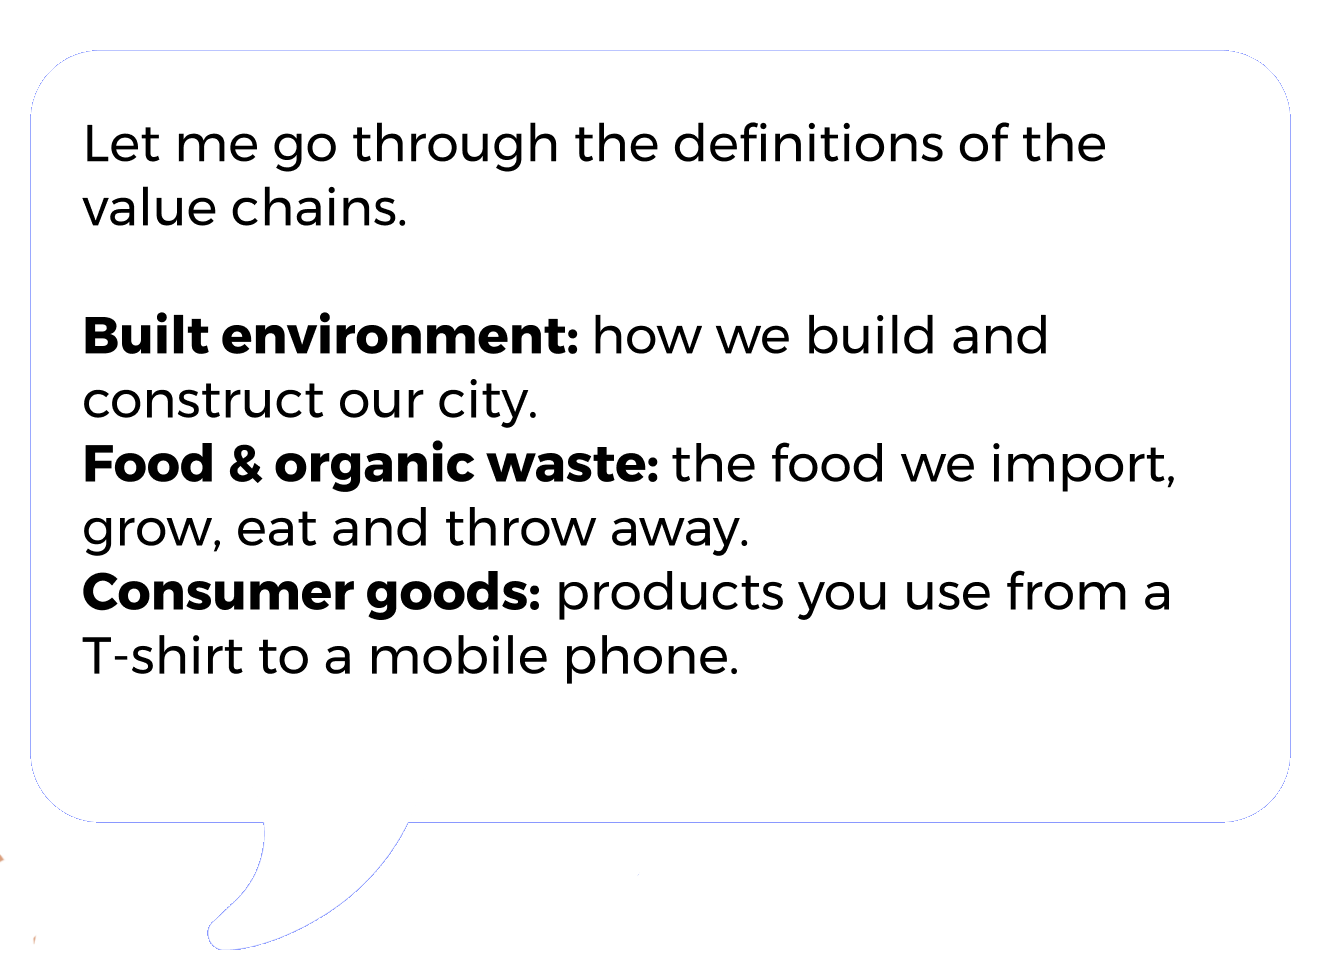 Let me go through the definitions of the
value chains.
Built environment: how we build and
construct our city.
Food & organic waste: the food we import,
grow, eat and throw away.
Consumer goods: products you use from a
T-shirt to a mobile phone.